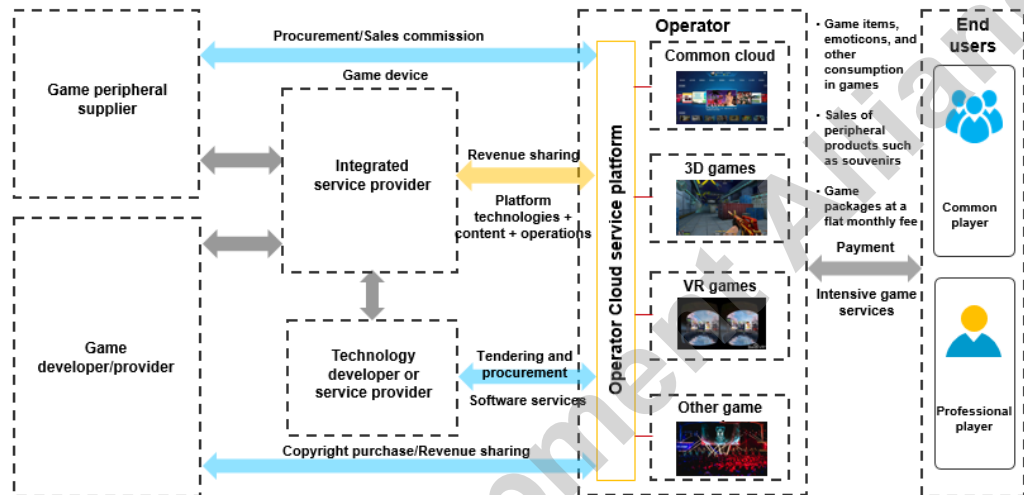 Game peripheral
supplier
Game
developer/provider
Procurement/Sales commission
Game device
Integrated
service provider
Revenue sharing
Platform
technologies +
content + operations
Technology
developer or
service provider
Tendering and
procurement
Software services
Copyright purchase/Revenue sharing
Operator
Operator Cloud service platform
Common cloud
3D games
VR games
Other game
• Game items,
emoticons, and
other
consumption
in games
• Sales of
peripheral
products such
as souvenirs
• Game
packages at a
flat monthly fee
Payment
Intensive game
services
End
users
Common
player
Professional
player